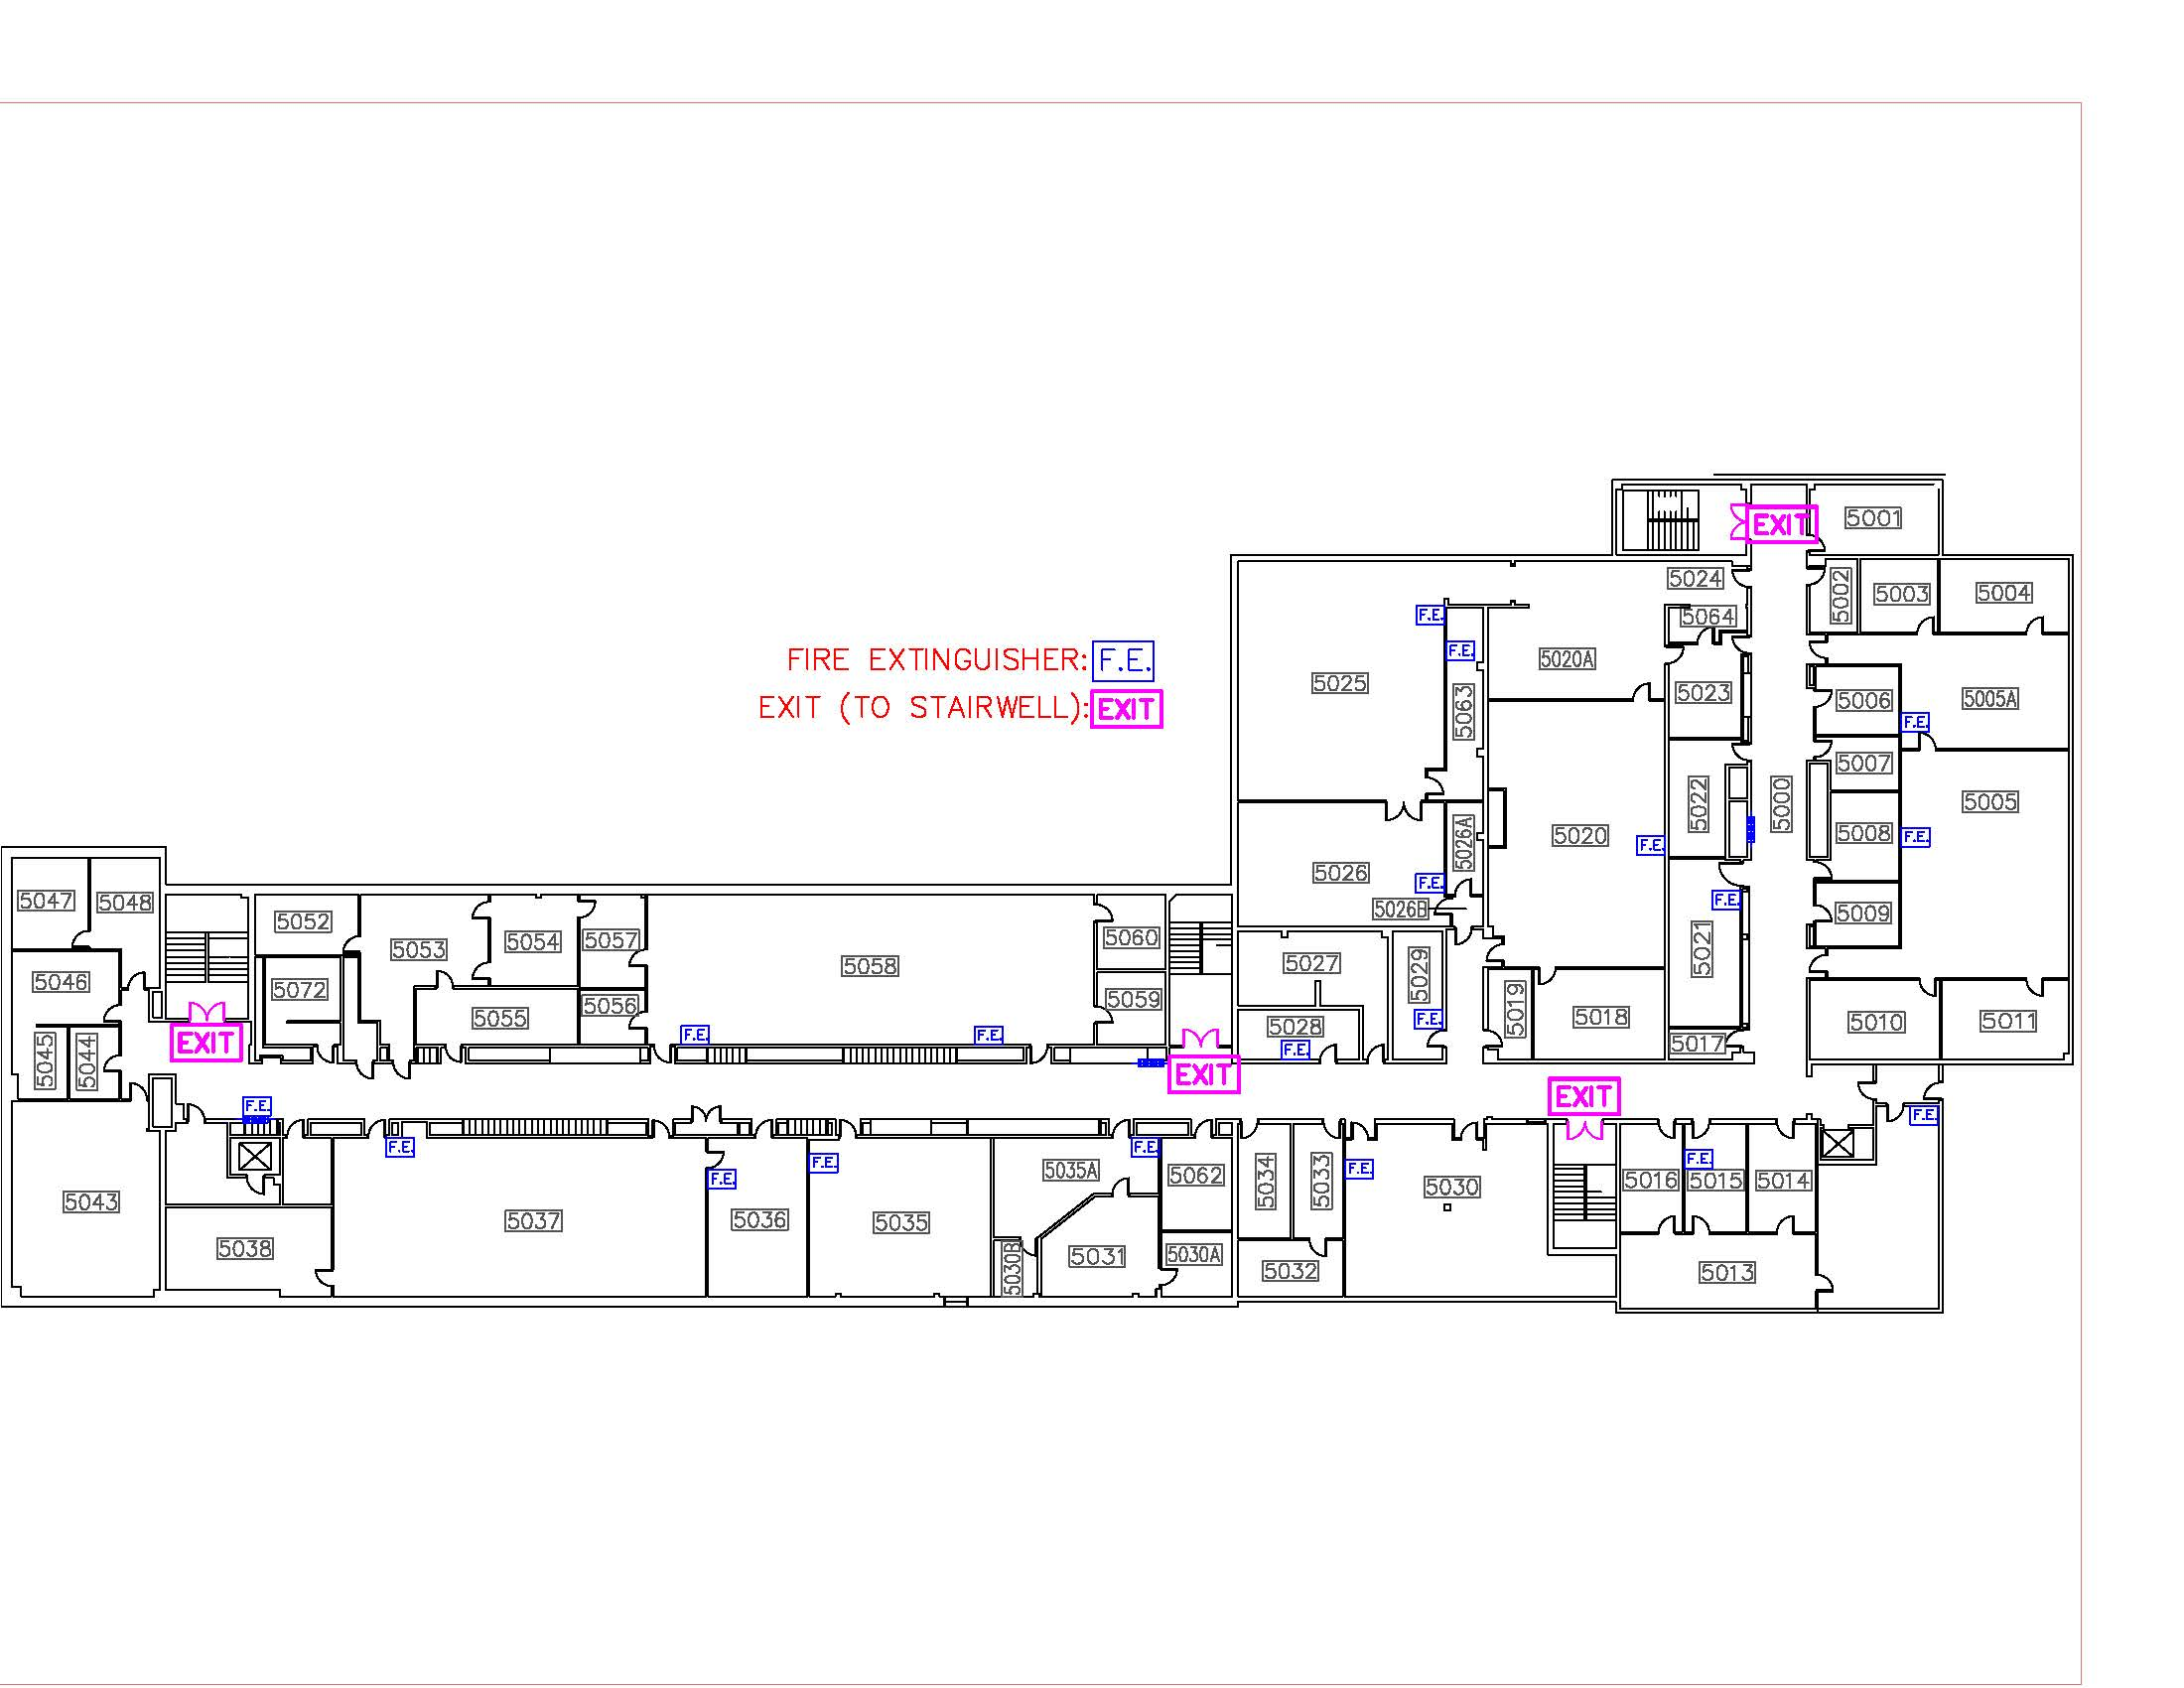 EXIT
5001
5024
5002
5003
5004
F.E.
5064
FIRE EXTINGUISHER: F.E.
F.E.
5020A
5025
5023
5006
5005A
EXIT (TO STAIRWELL): EXIT
5063
F.E.
5007
5022
5000
5005
5020
5008
F.E.
F.E.
5026A
5026
F.E.
5047
5048
5026B
F.E.
5009
5052
5053
5054
5057
5060
5021
5058
5027
5029
5046
5072
5055
5056
5059
5019
5018
5010
5011
5028
F.E.
F.E.
F.E.
F.E.
EXIT
5017
5045
5044
EXIT
EXIT
F.E.
F.E.
F.E.
F.E.
F.E.
F.E.
F.E.
F.E.
5035A
5062
5034
5033
5030
5016
5015
5014
5043
5037
5036
5035
5038
5030B
5031
5030A
5032
5013